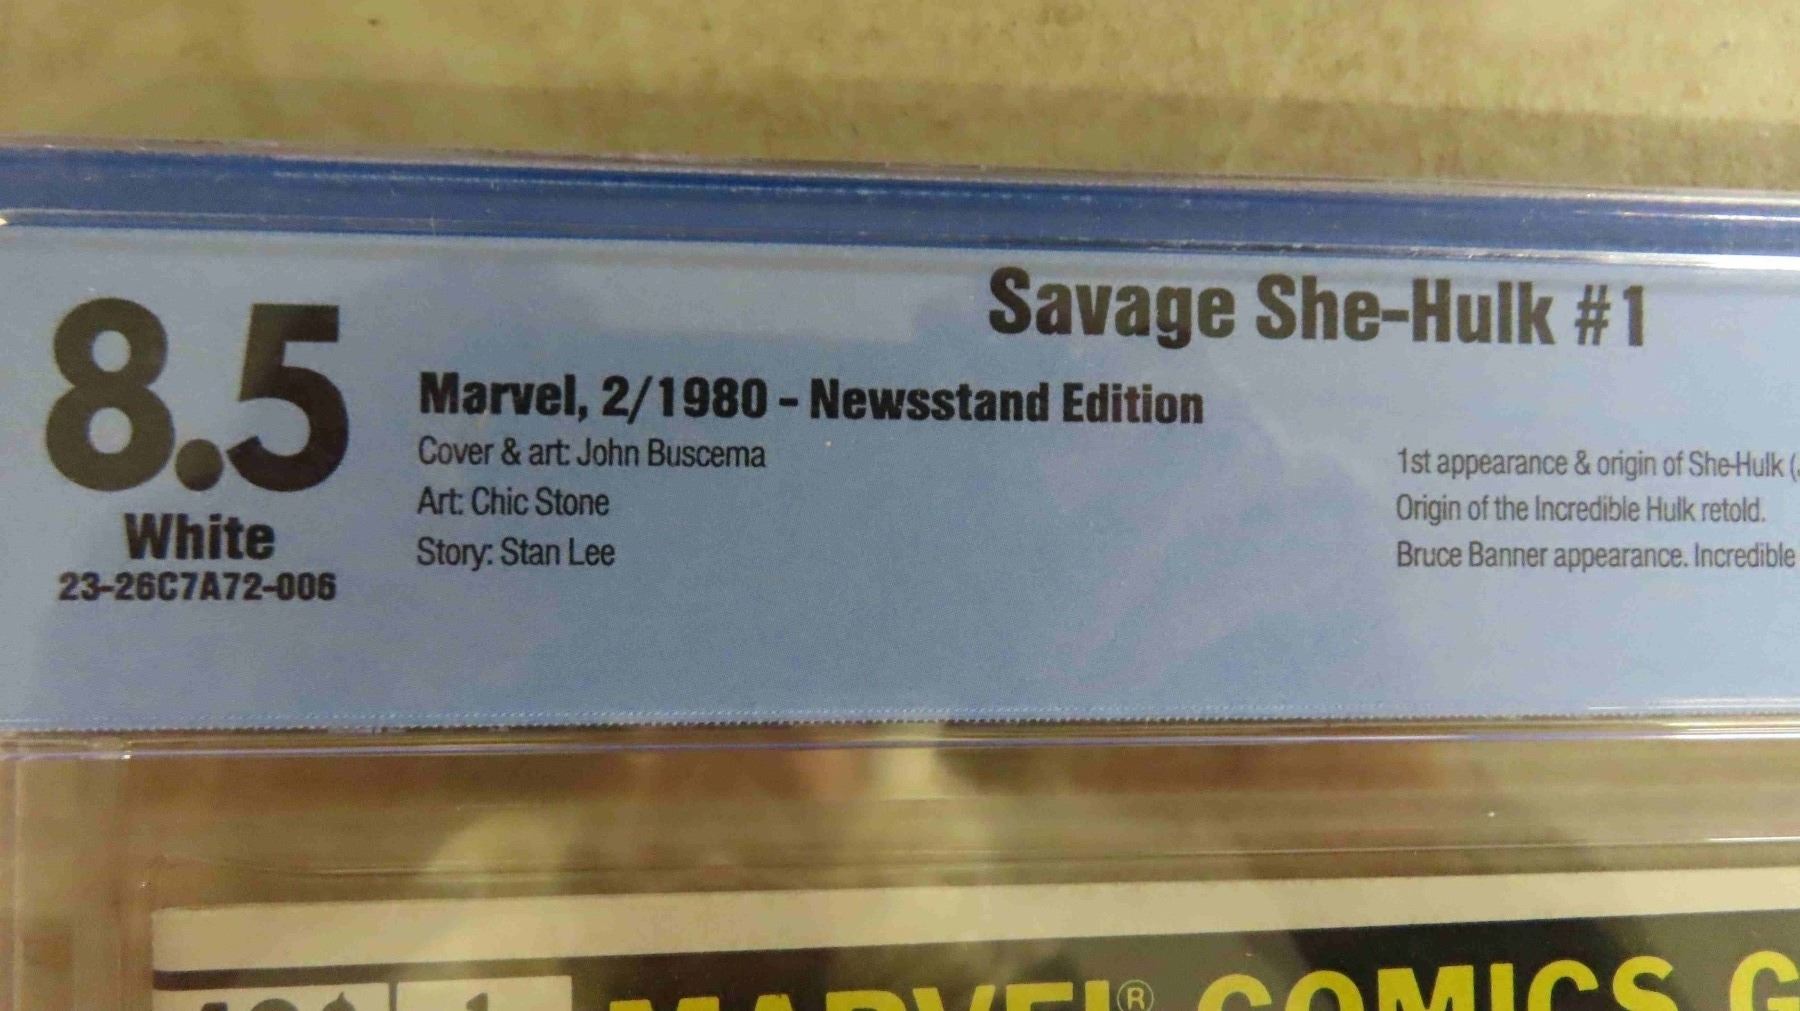 Savage She-Hulk #1
8.5
White
23-26C7A72-006
Marvel, 2/1980 - Newsstand Edition
Cover & art: John Buscema
Art: Chic Stone
Story: Stan Lee
1st appearance & origin of She-Hulk (
Origin of the Incredible Hulk retold.
Bruce Banner appearance. Incredible
40¢ 1
MARVEL® COMICS G